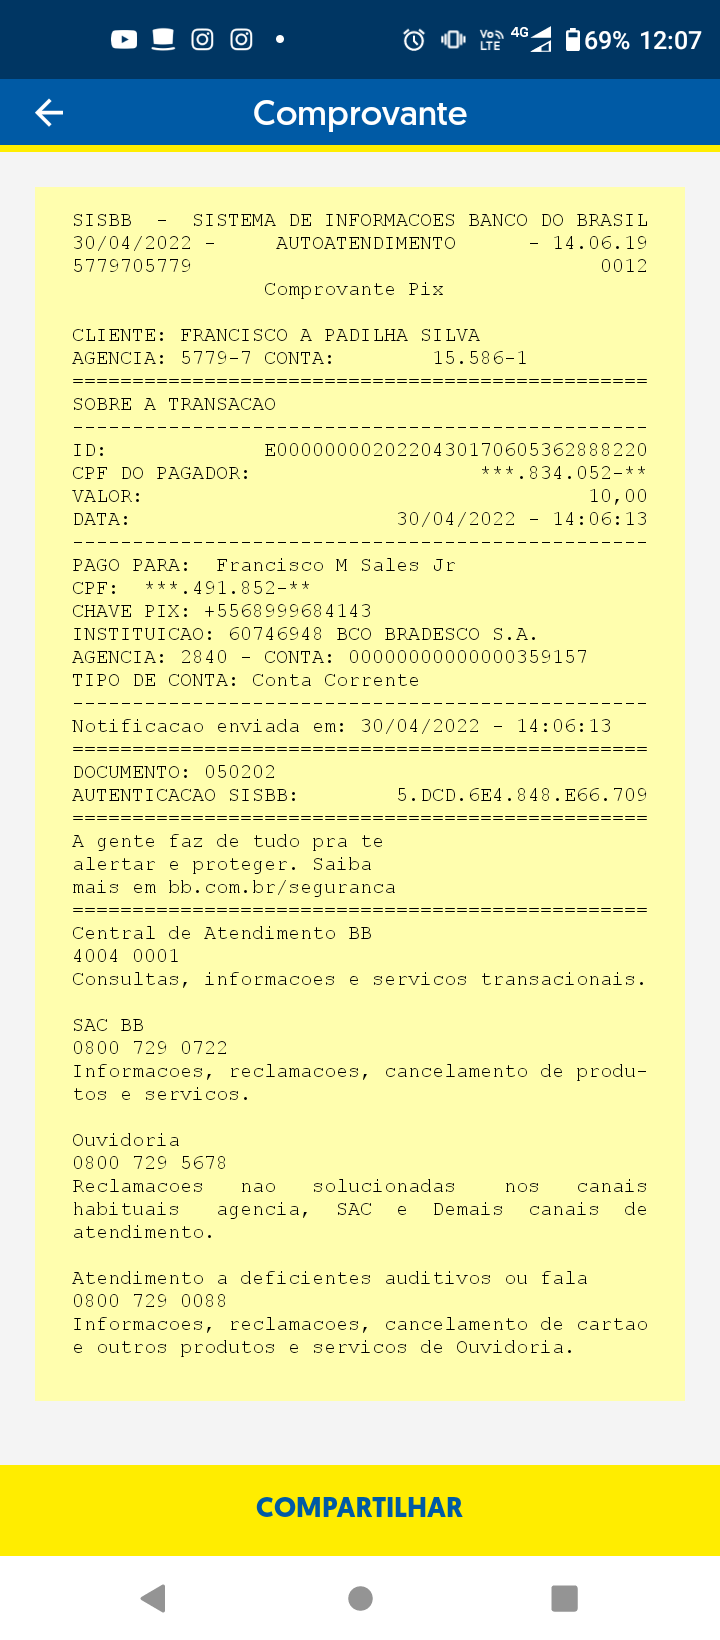 Vo LTE 4G 69% 12:07
Comprovante
SISBB - SISTEMA DE INFORMACOES BANCO DO BRASIL
30/04/2022 - AUTOATENDIMENTO - 14.06.19
5779705779 0012
Comprovante Pix
CLIENTE: FRANCISCO A PADILHA SILVA
AGENCIA: 5779-7 CONTA: 15.586-1
================================================
SOBRE A TRANSACAO
------------------------------------------------
ID: E0000000020220430170605362888220
CPF DO PAGADOR: ***.834.052-**
VALOR: 10,00
DATA: 30/04/2022 - 14:06:13
------------------------------------------------
PAGO PARA: Francisco M Sales Jr
CPF: ***.491.852-**
CHAVE PIX: +5568999684143
INSTITUICAO: 60746948 BCO BRADESCO S.A.
AGENCIA: 2840 - CONTA: 00000000000000359157
TIPO DE CONTA: Conta Corrente
------------------------------------------------
Notificacao enviada em: 30/04/2022 - 14:06:13
================================================
DOCUMENTO: 050202
AUTENTICACAO SISBB: 5.DCD.6E4.848.E66.709
================================================
A gente faz de tudo pra te
alertar e proteger. Saiba
mais em bb.com.br/seguranca
================================================
Central de Atendimento BB
4004 0001
Consultas, informacoes e servicos transacionais.
SAC BB
0800 729 0722
Informacoes, reclamacoes, cancelamento de produ-
tos e servicos.
Ouvidoria
0800 729 5678
Reclamacoes nao solucionadas nos canais
habituais agencia, SAC e Demais canais de
atendimento.
Atendimento a deficientes auditivos ou fala
0800 729 0088
Informacoes, reclamacoes, cancelamento de cartao
e outros produtos e servicos de Ouvidoria.
COMPARTILHAR